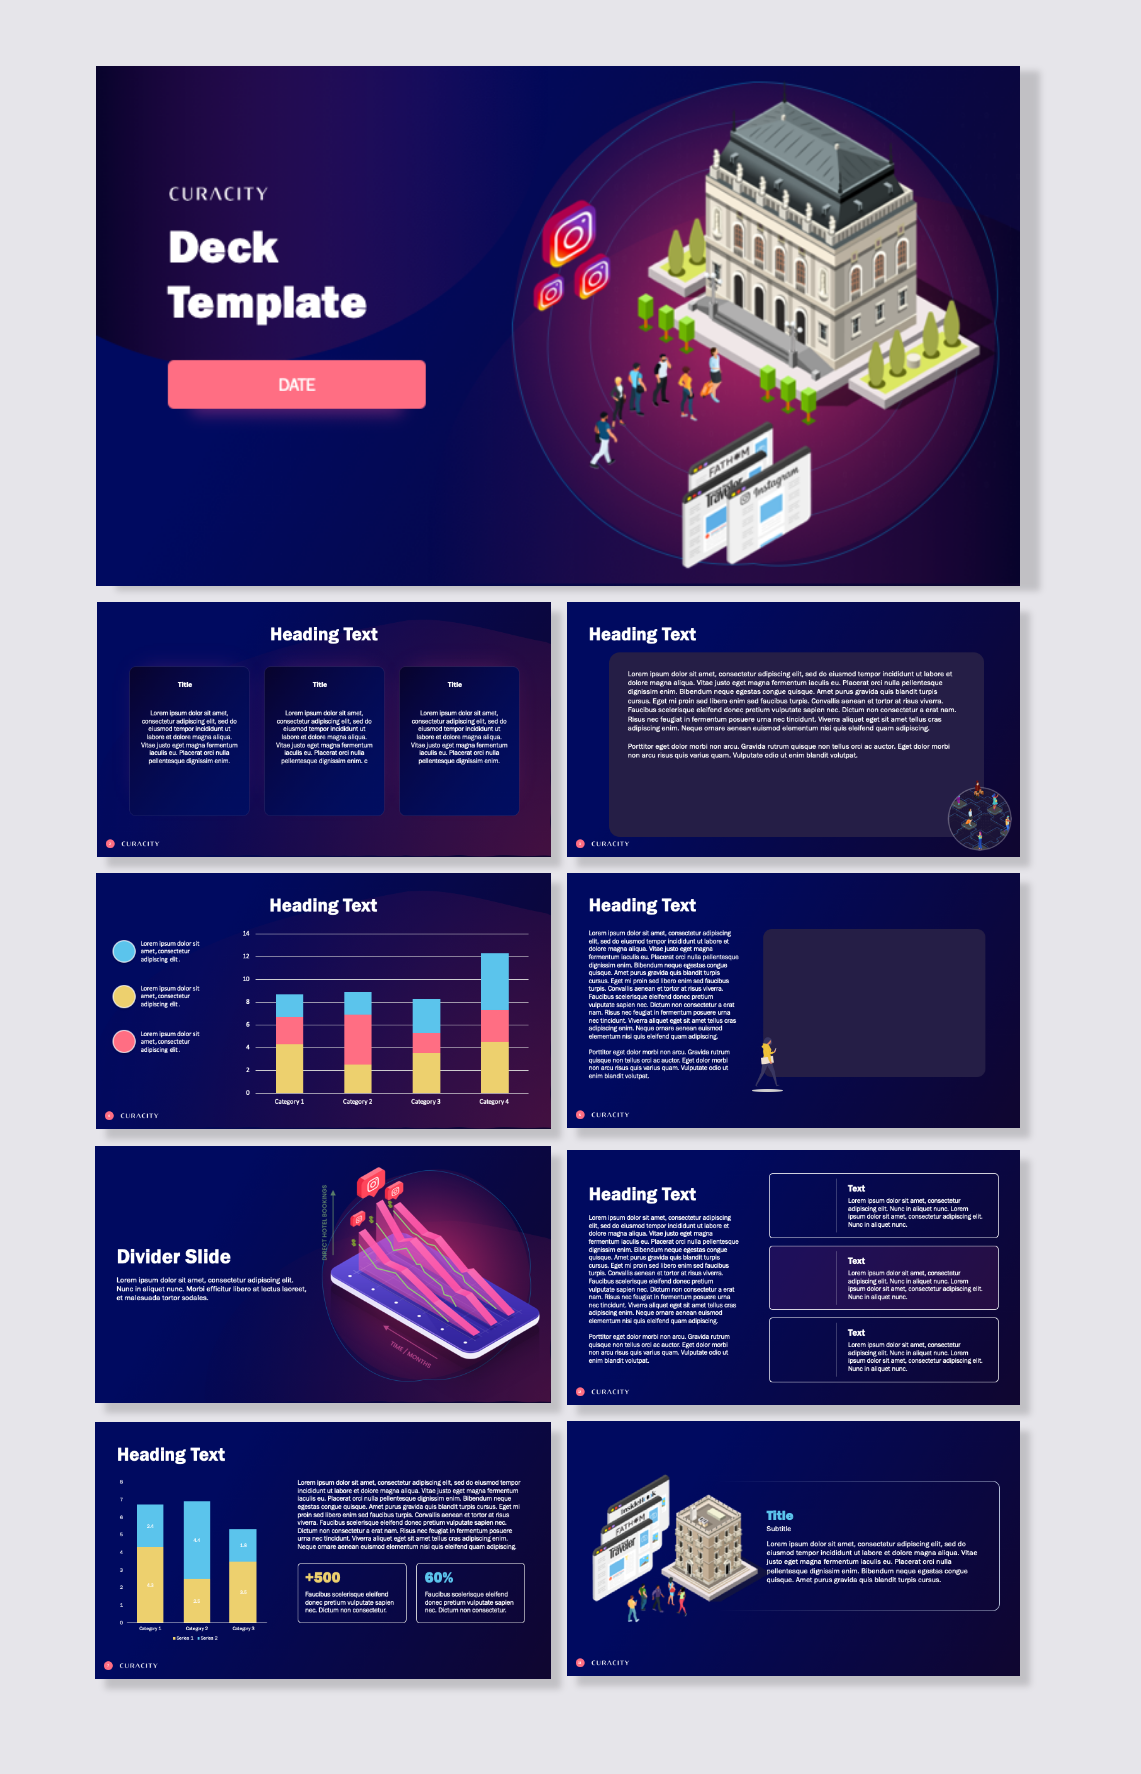 CURACITY
Deck
Template
DATE
FATHOM
Traveler
Instagram
Heading Text
Title
Lorem ipsum dolor sit amet,
consectetur adipiscing elit, sed do
eiusmod tempor incididunt ut
labore et dolore magna aliqua.
Vitae justo eget magna fermentum
iaculis eu. Placerat orci nulla
pellentesque dignissim enim.
Title
Lorem ipsum dolor sit amet,
consectetur adipiscing elit, sed do
eiusmod tempor incididunt ut
labore et dolore magna aliqua.
Vitae justo eget magna fermentum
iaculis eu. Placerat orci nulla
pellentesque dignissim enim. c
Title
Lorem ipsum dolor sit amet,
consectetur adipiscing elit, sed do
eiusmod tempor incididunt ut
labore et dolore magna aliqua.
Vitae justo eget magna fermentum
iaculis eu. Placerat orci nulla
pellentesque dignissim enim.
CURACITY
Heading Text
Lorem ipsum dolor sit amet, consectetur adipiscing elit, sed do eiusmod tempor incididunt ut labore et
dolore magna aliqua. Vitae justo eget magna fermentum iaculis eu. Placerat orci nulla pellentesque
dignissim enim. Bibendum neque egestas congue quisque. Amet purus gravida quis blandit turpis
cursus. Eget mi proin sed libero enim sed faucibus turpis. Convallis aenean et tortor at risus viverra.
Faucibus scelerisque eleifend donec pretium vulputate sapien nec. Dictum non consectetur a erat nam.
Risus nec feugiat in fermentum posuere urna nec tincidunt. Viverra aliquet eget sit amet tellus cras
adipiscing enim. Neque ornare aenean euismod elementum nisi quis eleifend quam adipiscing.
Porttitor eget dolor morbi non arcu. Gravida rutrum quisque non tellus orci ac auctor. Eget dolor morbi
non arcu risus quis varius quam. Vulputate odio ut enim blandit volutpat.
CURACITY
Heading Text
Lorem ipsum dolor sit
amet, consectetur
adipiscing elit .
Lorem ipsum dolor sit
amet, consectetur
adipiscing elit .
Lorem ipsum dolor sit
amet, consectetur
adipiscing elit .
14
12
10
8
6
4
2
0
Category 1 Category 2 Category 3 Category 4
CURACITY
Heading Text
Lorem ipsum dolor sit amet, consectetur adipiscing
elit, sed do eiusmod tempor incididunt ut labore et
dolore magna aliqua. Vitae justo eget magna
fermentum iaculis eu. Placerat orci nulla pellentesque
dignissim enim. Bibendum neque egestas congue
quisque. Amet purus gravida quis blandit turpis
cursus. Eget mi proin sed libero enim sed faucibus
turpis. Convallis aenean et tortor at risus viverra.
Faucibus scelerisque eleifend donec pretium
vulputate sapien nec. Dictum non consectetur a erat
nam. Risus nec feugiat in fermentum posuere urna
nec tincidunt. Viverra aliquet eget sit amet tellus cras
adipiscing enim. Neque ornare aenean euismod
elementum nisi quis eleifend quam adipiscing.
Porttitor eget dolor morbi non arcu. Gravida rutrum
quisque non tellus orci ac auctor. Eget dolor morbi
non arcu risus quis varius quam. Vulputate odio ut
enim blandit volutpat.
CURACITY
Divider Slide
Lorem ipsum dolor sit amet, consectetur adipiscing elit.
Nunc in aliquet nunc. Morbi efficitur libero at lectus laoreet,
et malesuada tortor sodales.
DIRECT HOTEL BOOKINGS
TIME / MONTHS
Heading Text
Lorem ipsum dolor sit amet, consectetur adipiscing
elit, sed do eiusmod tempor incididunt ut labore et
dolore magna aliqua. Vitae justo eget magna
fermentum iaculis eu. Placerat orci nulla pellentesque
dignissim enim. Bibendum neque egestas congue
quisque. Amet purus gravida quis blandit turpis
cursus. Eget mi proin sed libero enim sed faucibus
turpis. Convallis aenean et tortor at risus viverra.
Faucibus scelerisque eleifend donec pretium
vulputate sapien nec. Dictum non consectetur a erat
nam. Risus nec feugiat in fermentum posuere urna
nec tincidunt. Viverra aliquet eget sit amet tellus cras
adipiscing enim. Neque ornare aenean euismod
elementum nisi quis eleifend quam adipiscing.
Porttitor eget dolor morbi non arcu. Gravida rutrum
quisque non tellus orci ac auctor. Eget dolor morbi
non arcu risus quis varius quam. Vulputate odio ut
enim blandit volutpat.
Text
Lorem ipsum dolor sit amet, consectetur
adipiscing elit. Nunc in aliquet nunc. Lorem
ipsum dolor sit amet, consectetur adipiscing elit.
Nunc in aliquet nunc.
Text
Lorem ipsum dolor sit amet, consectetur
adipiscing elit. Nunc in aliquet nunc. Lorem
ipsum dolor sit amet, consectetur adipiscing elit.
Nunc in aliquet nunc.
Text
Lorem ipsum dolor sit amet, consectetur
adipiscing elit. Nunc in aliquet nunc. Lorem
ipsum dolor sit amet, consectetur adipiscing elit.
Nunc in aliquet nunc.
CURACITY
Heading Text
8
7
6
5
4
3
2
1
0
2.4
4.4
1.8
4.3
2.5
3.5
Category 1 Category 2 Category 3
Series 1 Series 2
Lorem ipsum dolor sit amet, consectetur adipiscing elit, sed do eiusmod tempor
incididunt ut labore et dolore magna aliqua. Vitae justo eget magna fermentum
iaculis eu. Placerat orci nulla pellentesque dignissim enim. Bibendum neque
egestas congue quisque. Amet purus gravida quis blandit turpis cursus. Eget mi
proin sed libero enim sed faucibus turpis. Convallis aenean et tortor at risus
viverra. Faucibus scelerisque eleifend donec pretium vulputate sapien nec.
Dictum non consectetur a erat nam. Risus nec feugiat in fermentum posuere
urna nec tincidunt. Viverra aliquet eget sit amet tellus cras adipiscing enim.
Neque ornare aenean euismod elementum nisi quis eleifend quam adipiscing.
+500
Faucibus scelerisque eleifend
donec pretium vulputate sapien
nec. Dictum non consectetur.
60%
Faucibus scelerisque eleifend
donec pretium vulputate sapien
nec. Dictum non consectetur.
CURACITY
FATHOM
Traveler
Title
Subtitle
Lorem ipsum dolor sit amet, consectetur adipiscing elit, sed do
eiusmod tempor incididunt ut labore et dolore magna aliqua.
Vitae justo eget magna fermentum iaculis eu. Placerat orci nulla
pellentesque dignissim enim. Bibendum neque egestas congue
quisque. Amet purus gravida quis blandit turpis cursus.
CURACITY